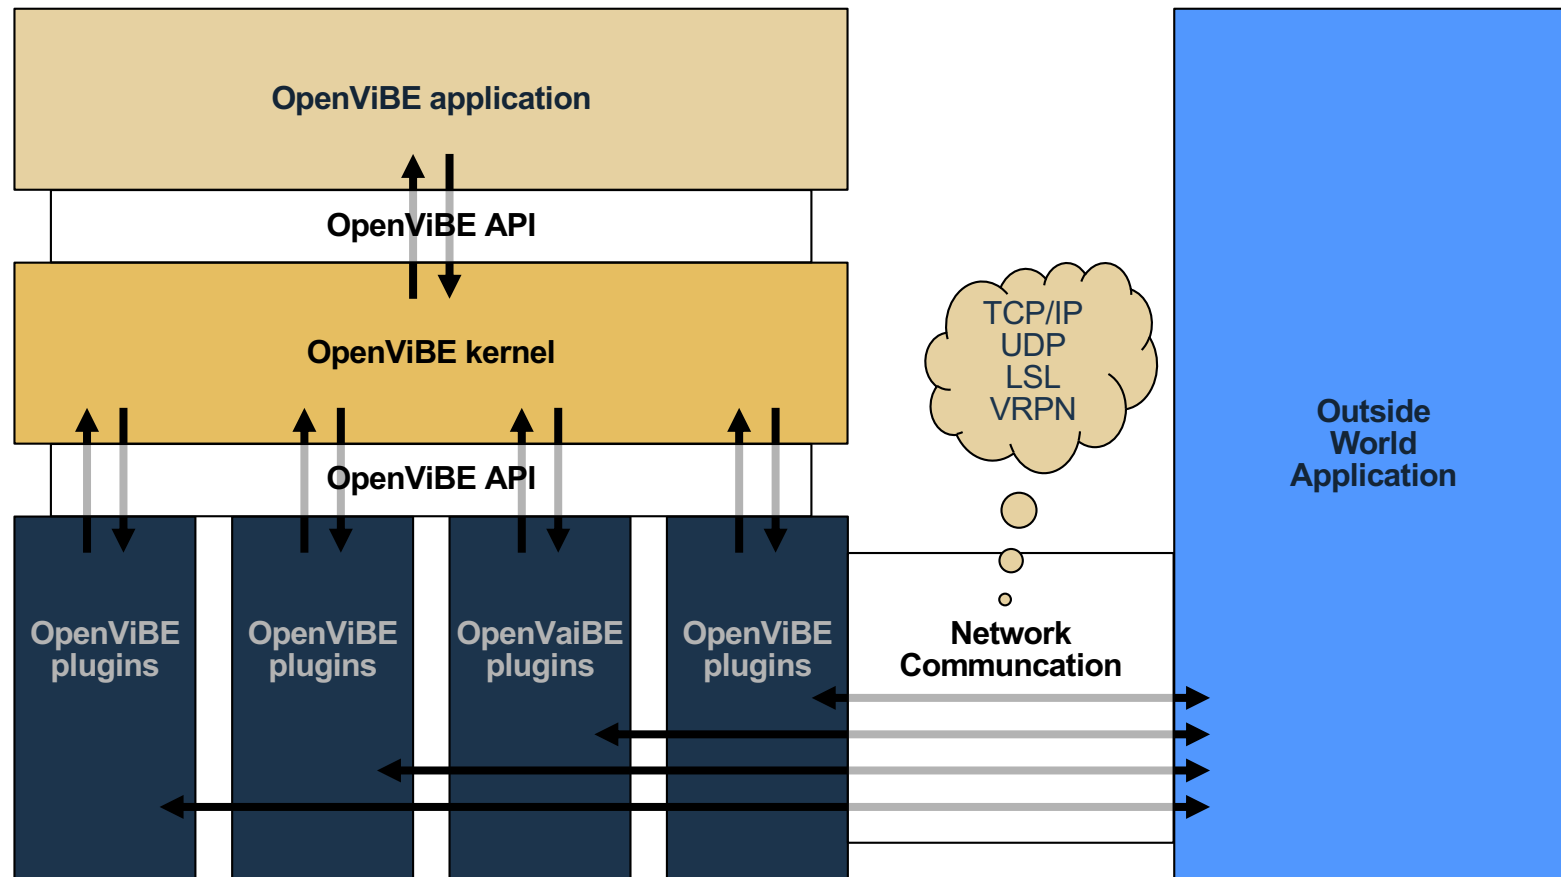 OpenViBE application
OpenViBE API
OpenViBE kernel
OpenViBE API
OpenViBE
plugins
OpenViBE
plugins
OpenVaiBE
plugins
OpenViBE
plugins
TCP/IP
UDP
LSL
VRPN
Network
Communcation
Outside
World
Application